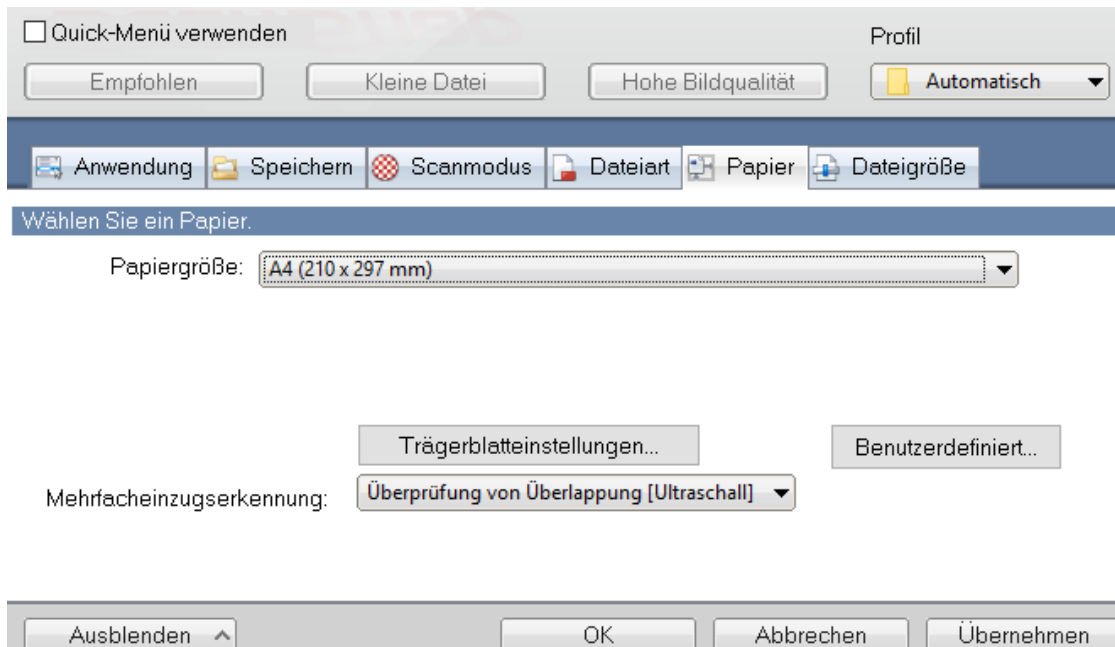 Quick-Menü verwenden
Profil
Empfohlen Kleine Datei Hohe Bildqualität Automatisch
Anwendung Speichern Scanmodus Dateiart Papier Dateigröße
Wählen Sie ein Papier.
Papiergröße: A4 (210 x 297 mm)
Trägerblatteinstellungen... Benutzerdefiniert...
Mehrfacheinzugserkennung: Überprüfung von Überlappung [Ultraschall]
Ausblenden OK Abbrechen Übernehmen